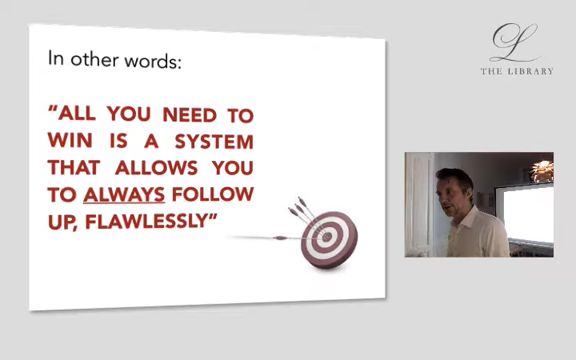 In other words:
"ALL YOU NEED TO
WIN IS A SYSTEM
THAT ALLOWS YOU
TO ALWAYS FOLLOW
UP, FLAWLESSLY"
L
THE LIBRARY